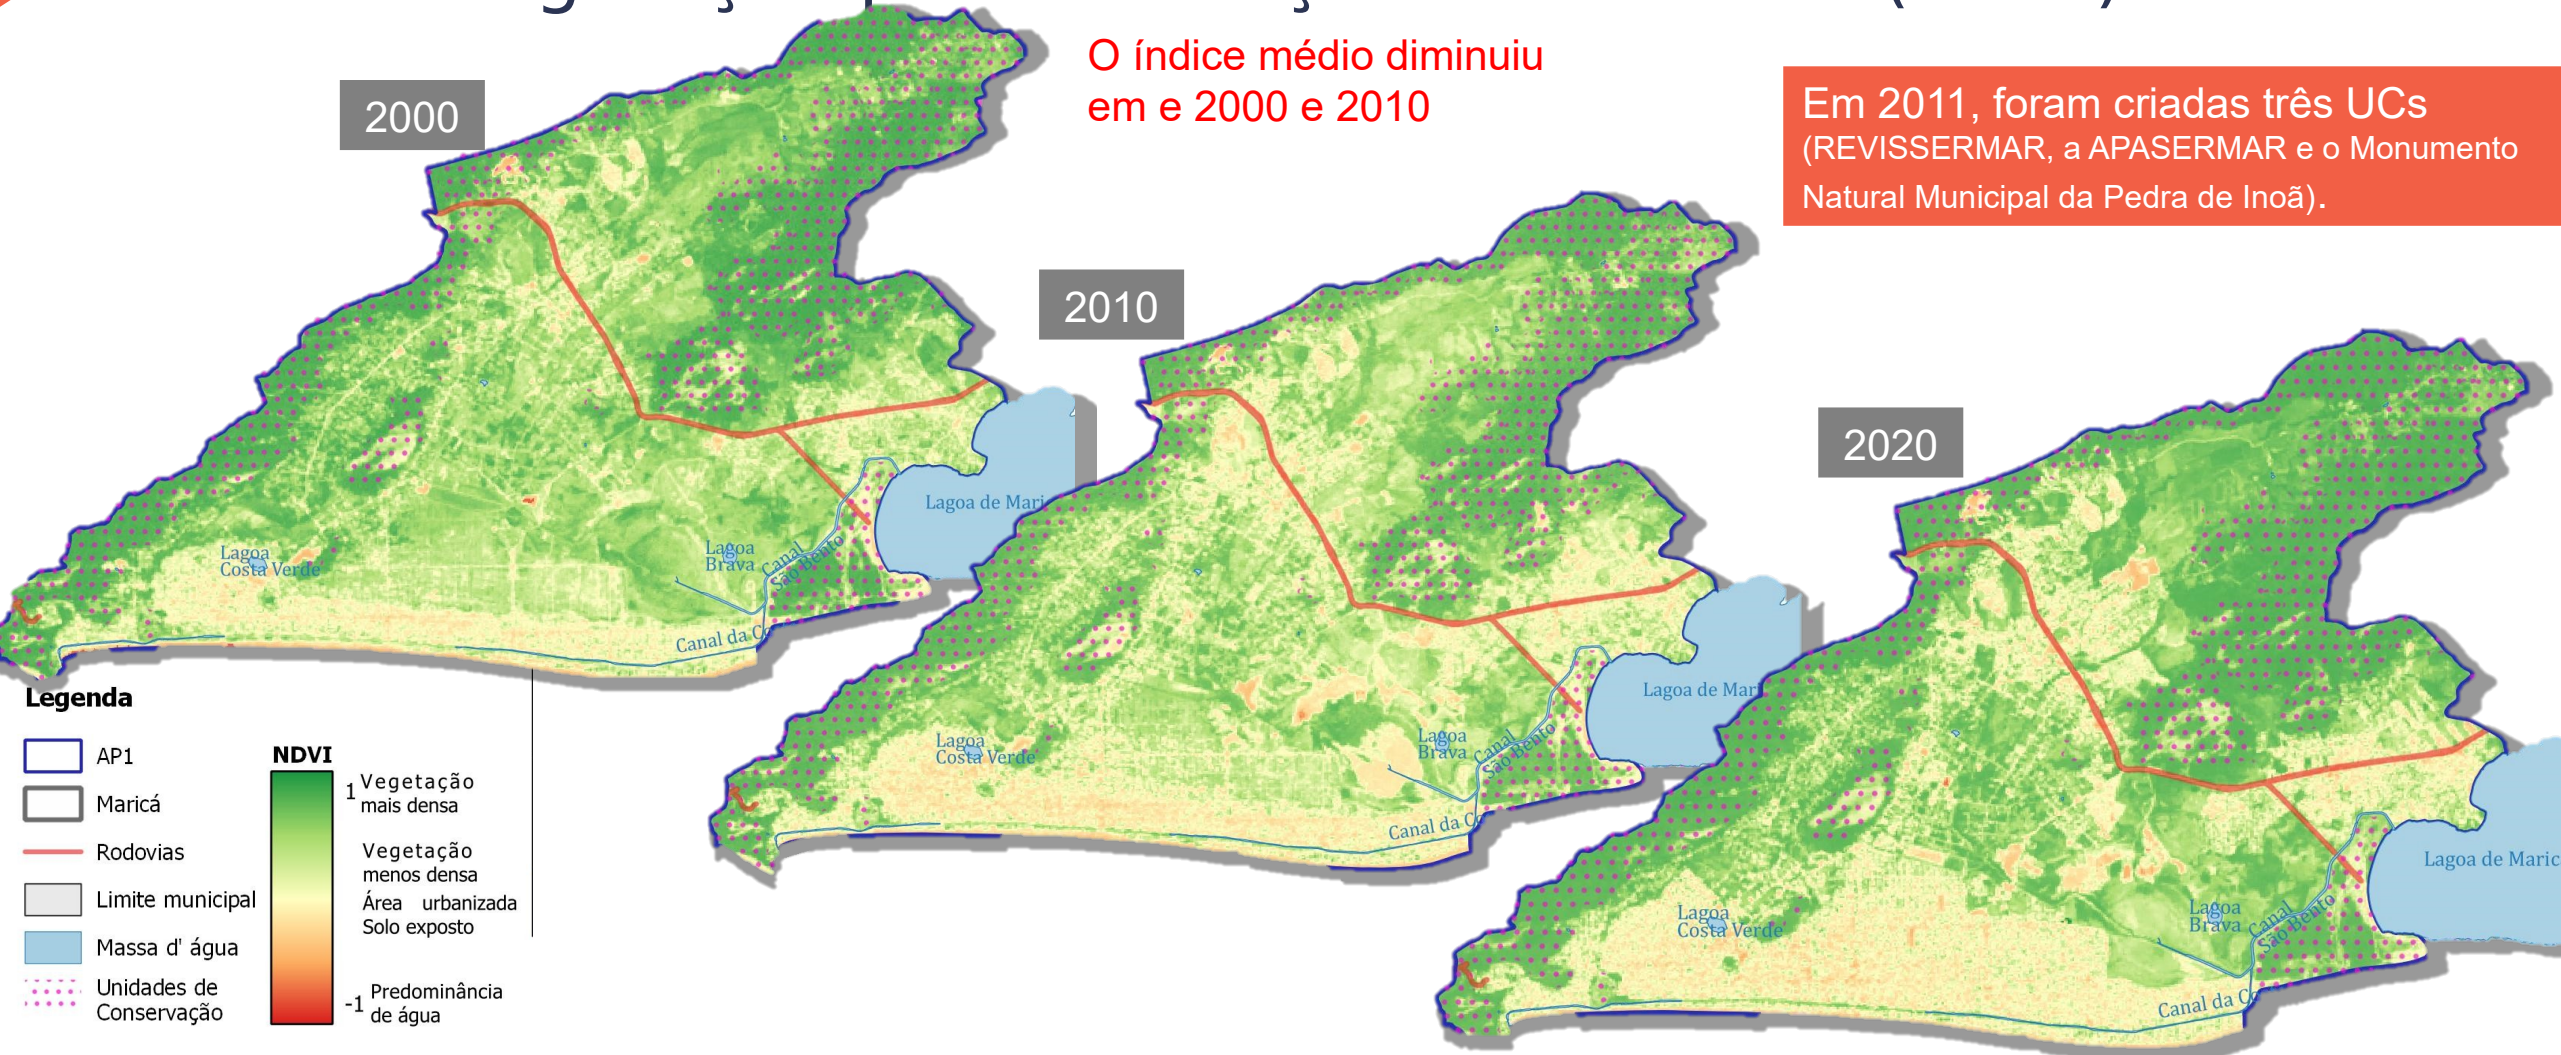 2000
O índice médio diminuiu
em e 2000 e 2010
Em 2011, foram criadas três UCs
(REVISSERMAR, a APASERMAR e o Monumento
Natural Municipal da Pedra de Inoã).
Lagoa de Mari
Lagoa
Costa Verde
Lagoa
Brava
Canal
São Bento
Canal da Co
2010
Lagoa de Mar
Lagoa
Costa Verde
Lagoa
Brava
Canal
São Bento
Canal da Co
2020
Lagoa de Maric
Lagoa
Costa Verde
Lagoa
Brava
Canal
São Bento
Canal da Co
Legenda
AP1
Maricá
Rodovias
Limite municipal
Massa d' água
Unidades de
Conservação
NDVI
1 Vegetação
mais densa
Vegetação
menos densa
Área urbanizada
Solo exposto
-1 Predominância
de água